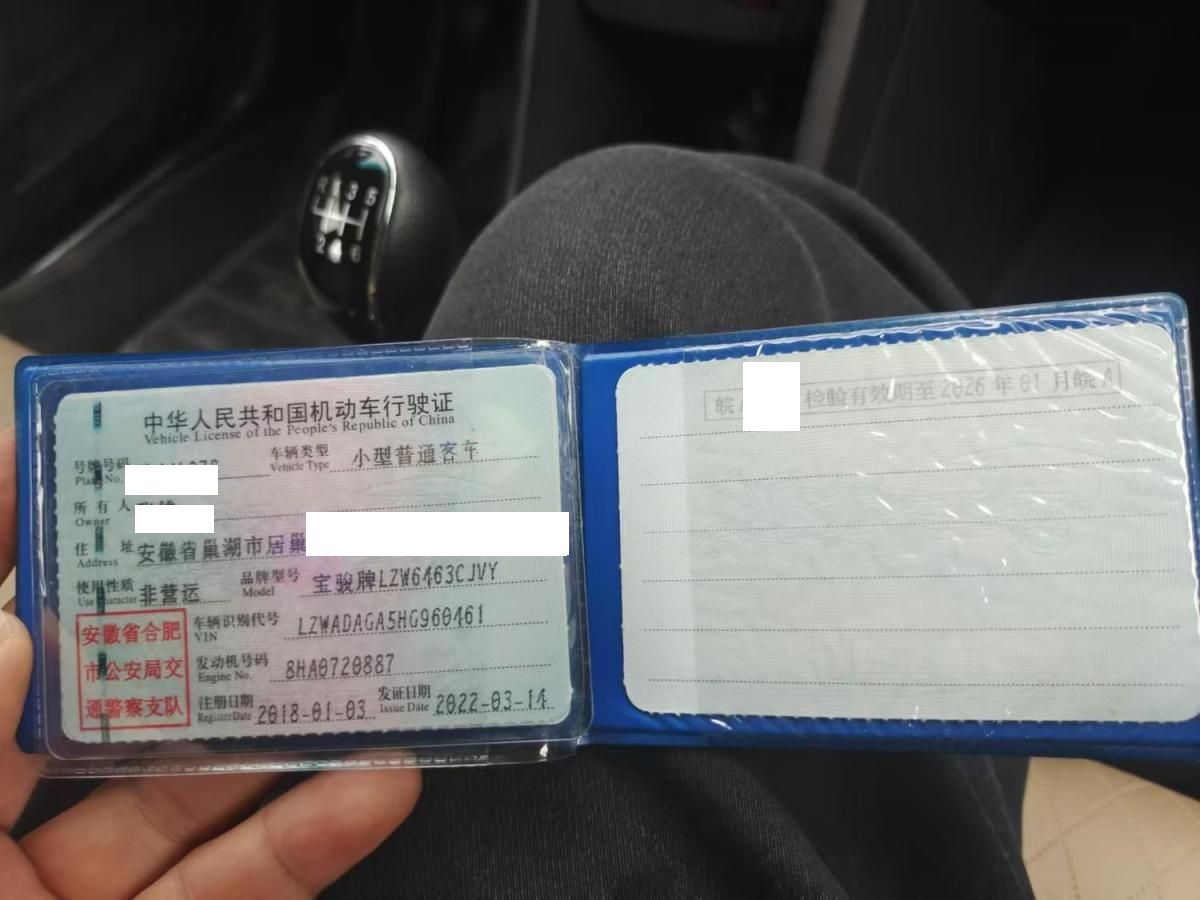 R 1 3 5
2 4 6
中华人民共和国机动车行驶证
Vehicle License of the People's Republic of China
号牌号码 车辆类型 小型普通客车
Plate No. Vehicle Type
所有人
Owner
住址 安徽省巢湖市居巢
Address
使用性质 非营运 品牌型号 宝骏牌LZW6463CJVY
Use Character Model
安徽省合肥
市公安局交
通警察支队
车辆识别代号 LZWADAGA5HG960461
VIN
发动机号码 8HA0720887
Engine No.
注册日期 2018-01-03 发证日期 2022-03-14
Register Date Issue Date
皖 检验有效期至2026年01月皖A